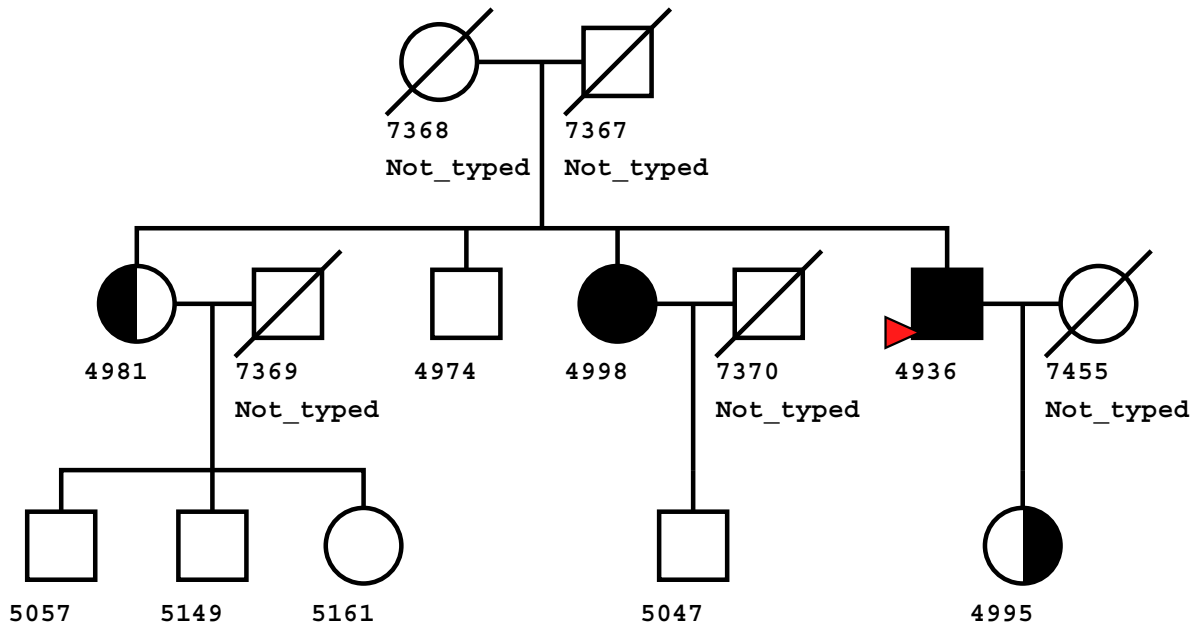 7368 7367
Not_typed Not_typed
4981 7369 4974 4998 7370 4936 7455
Not_typed Not_typed Not_typed
5057 5149 5161 5047 4995